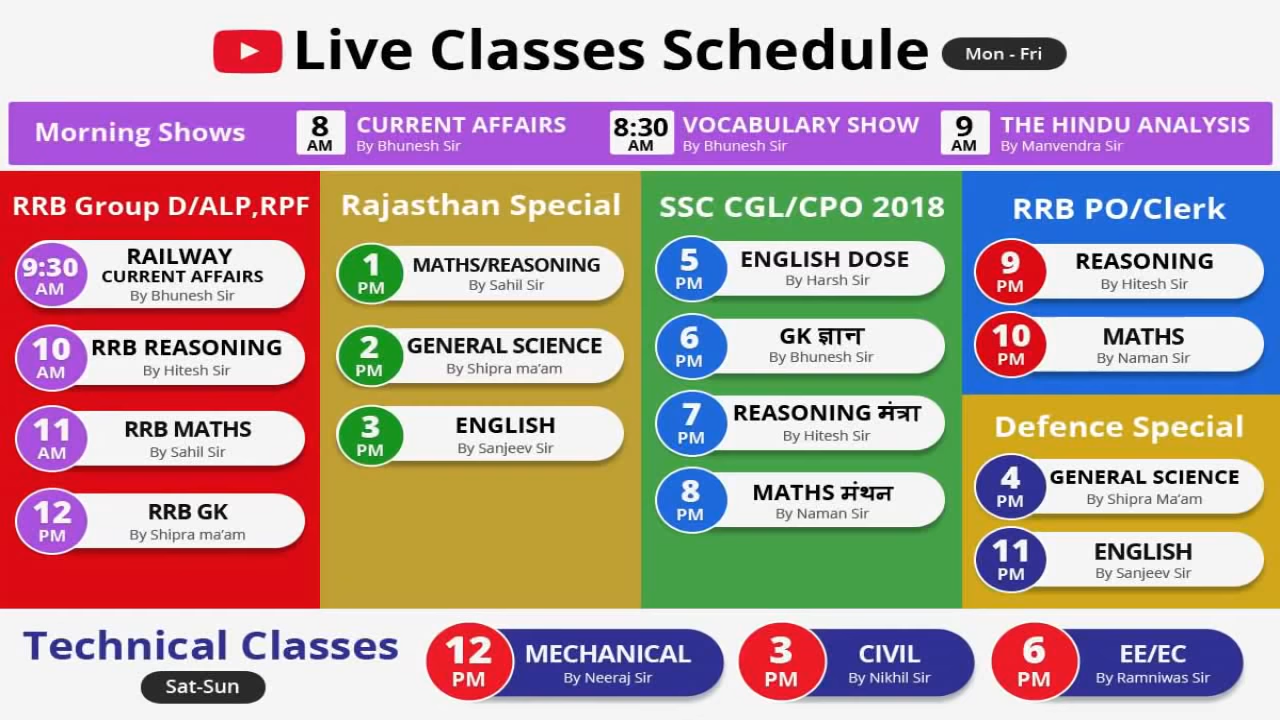 Live Classes Schedule
Mon - Fri
Morning Shows
8
AM
CURRENT AFFAIRS
By Bhunesh Sir
8:30
AM
VOCABULARY SHOW
By Bhunesh Sir
9
AM
THE HINDU ANALYSIS
By Manvendra Sir
RRB Group D/ALP,RPF
9:30
AM
RAILWAY
CURRENT AFFAIRS
By Bhunesh Sir
10
AM
RRB REASONING
By Hitesh Sir
11
AM
RRB MATHS
By Sahil Sir
12
PM
RRB GK
By Shipra ma'am
Rajasthan Special
1
PM
MATHS/REASONING
By Sahil Sir
2
PM
GENERAL SCIENCE
By Shipra ma'am
3
PM
ENGLISH
By Sanjeev Sir
SSC CGL/CPO 2018
5
PM
ENGLISH DOSE
By Harsh Sir
6
PM
GK ज्ञान
By Bhunesh Sir
7
PM
REASONING मंत्रा
By Hitesh Sir
8
PM
MATHS मंथन
By Naman Sir
RRB PO/Clerk
9
PM
REASONING
By Hitesh Sir
10
PM
MATHS
By Naman Sir
Defence Special
4
PM
GENERAL SCIENCE
By Shipra Ma'am
11
PM
ENGLISH
By Sanjeev Sir
Technical Classes
Sat-Sun
12
PM
MECHANICAL
By Neeraj Sir
3
PM
CIVIL
By Nikhil Sir
6
PM
EE/EC
By Ramniwas Sir